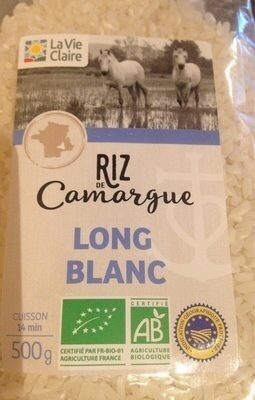 La Vie
Claire
RIZ
DE
Camargue
LONG
BLANC
CUISSON
14 min
500g
CERTIFIÉ PAR FR-BIO-01
AGRICULTURE FRANCE
CERTIFIÉ
AB
AGRICULTURE
BIOLOGIQUE